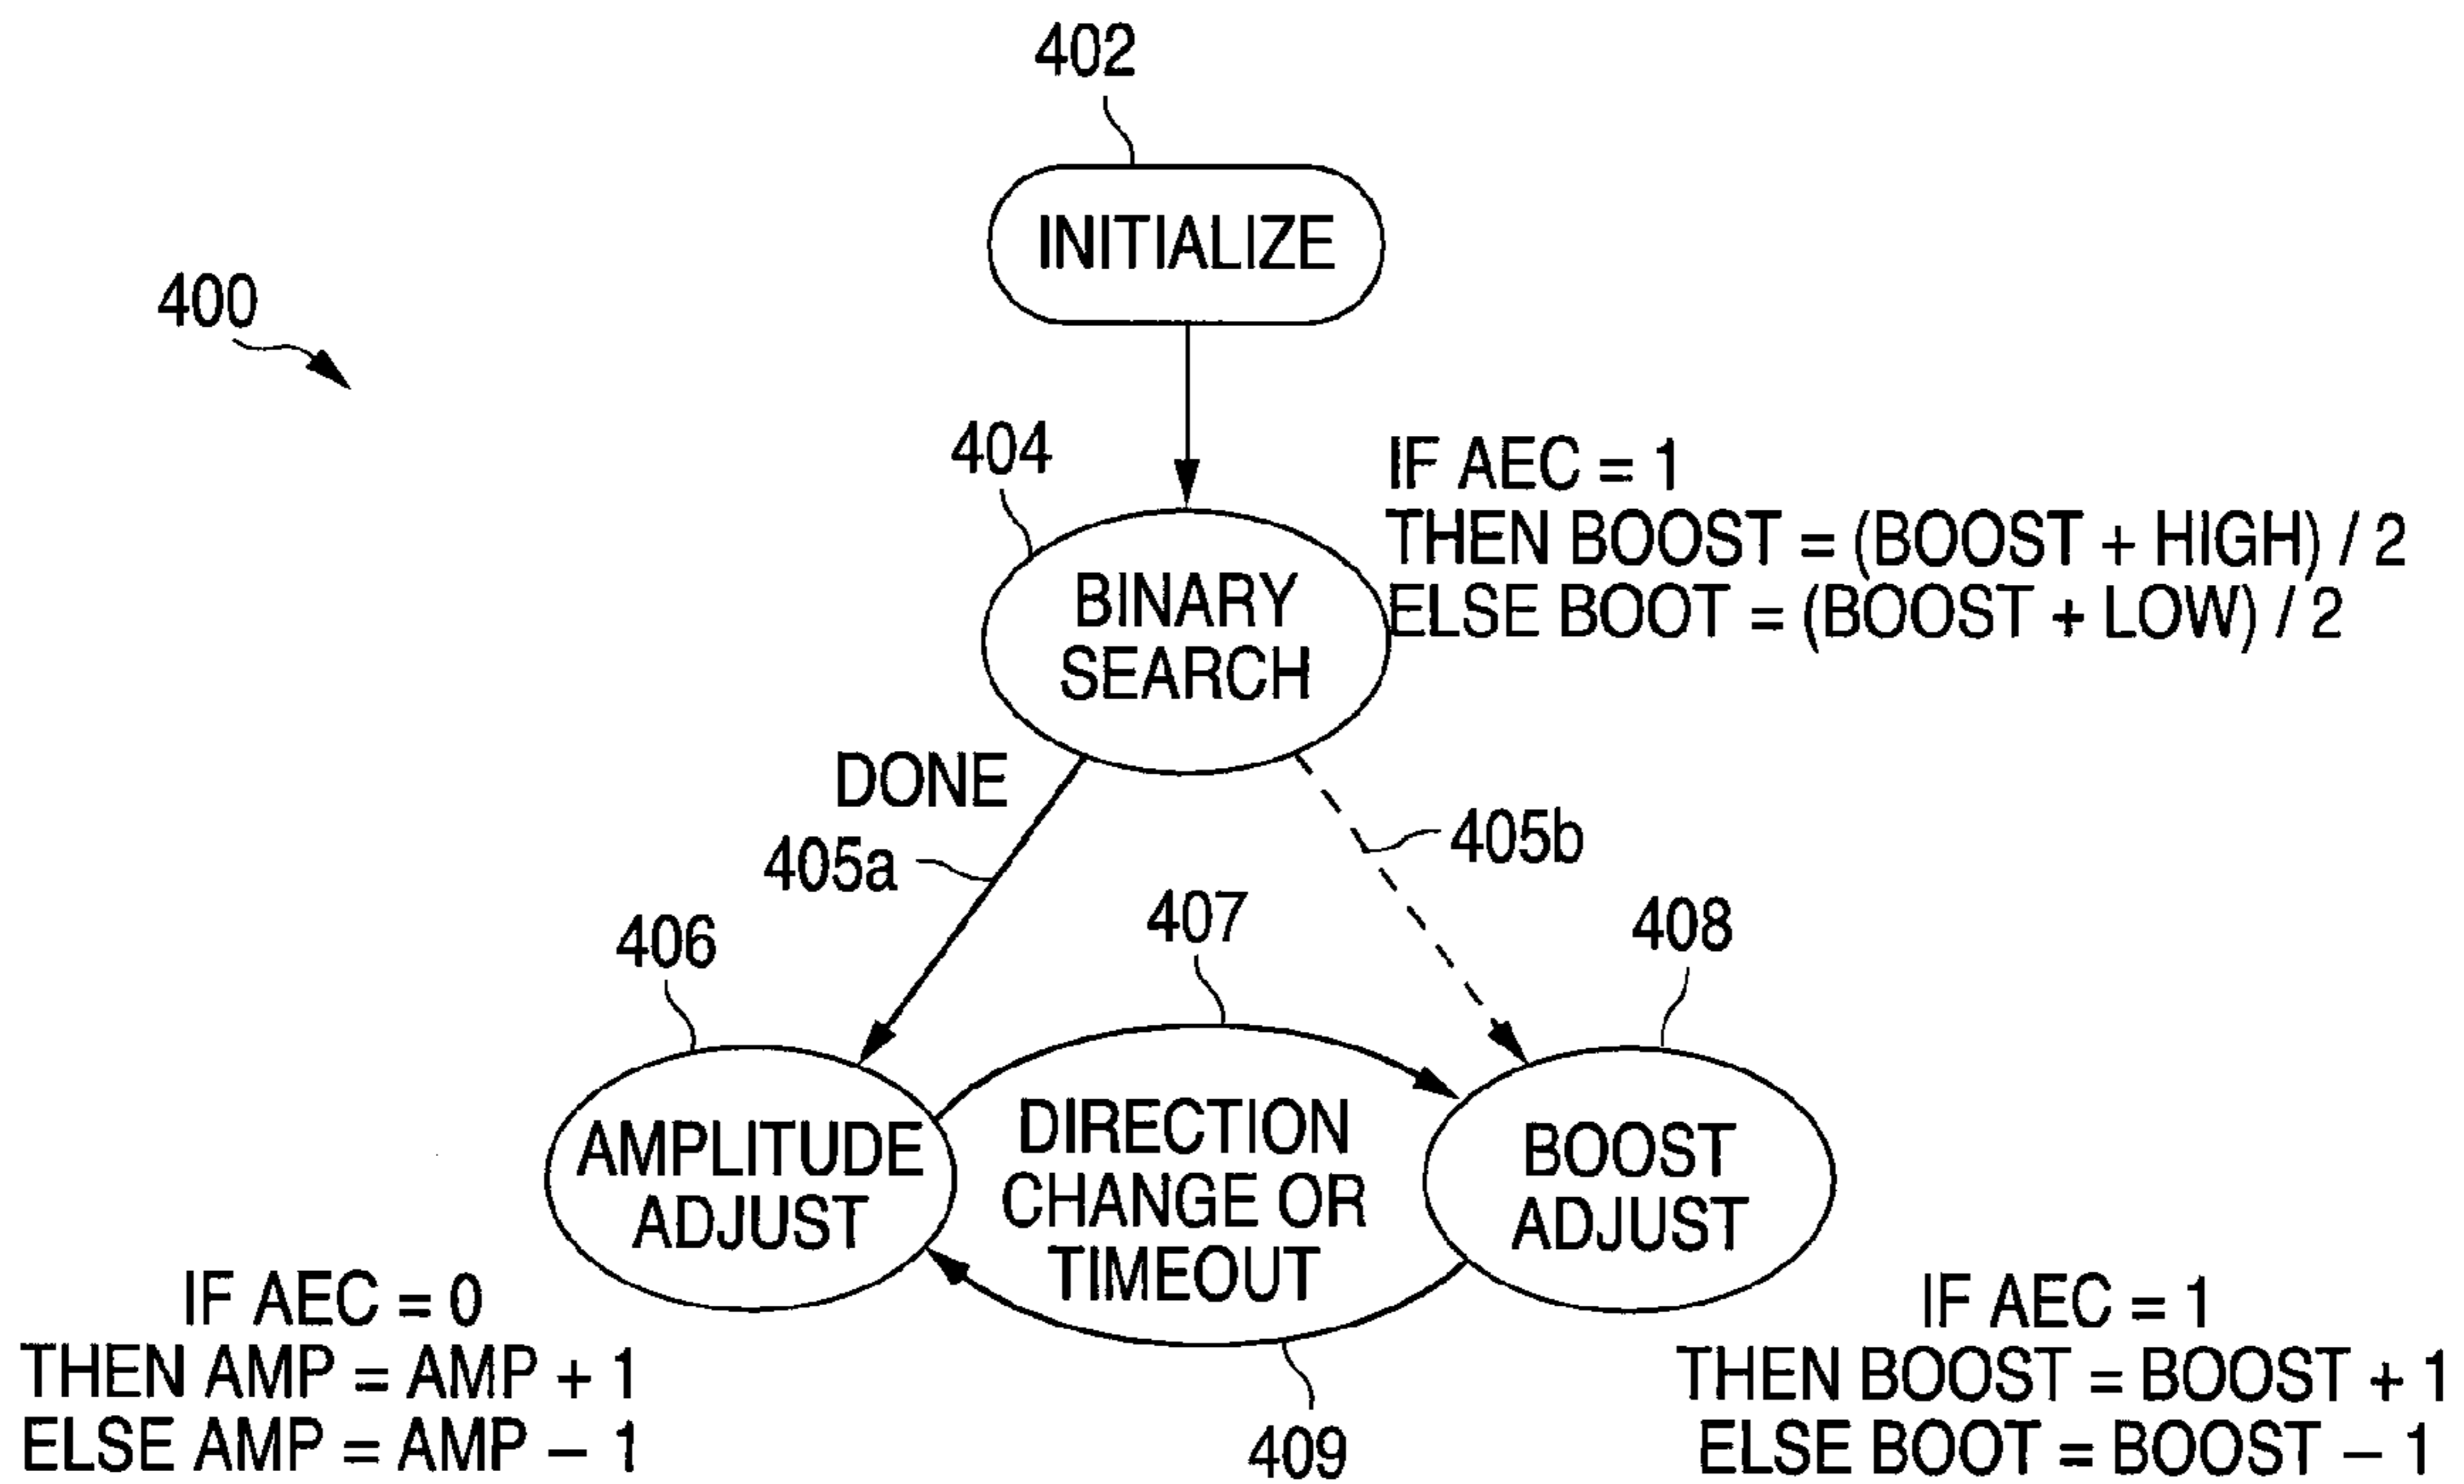 402
INITIALIZE
400
404
IF AEC = 1
THEN BOOST = (BOOST + HIGH) / 2
ELSE BOOT = (BOOST + LOW) / 2
BINARY
SEARCH
DONE
405a
405b
406
407
408
AMPLITUDE
ADJUST
DIRECTION
CHANGE OR
TIMEOUT
BOOST
ADJUST
IF AEC = 0
THEN AMP = AMP + 1
ELSE AMP = AMP – 1
IF AEC = 1
THEN BOOST = BOOST + 1
ELSE BOOT = BOOST – 1
409